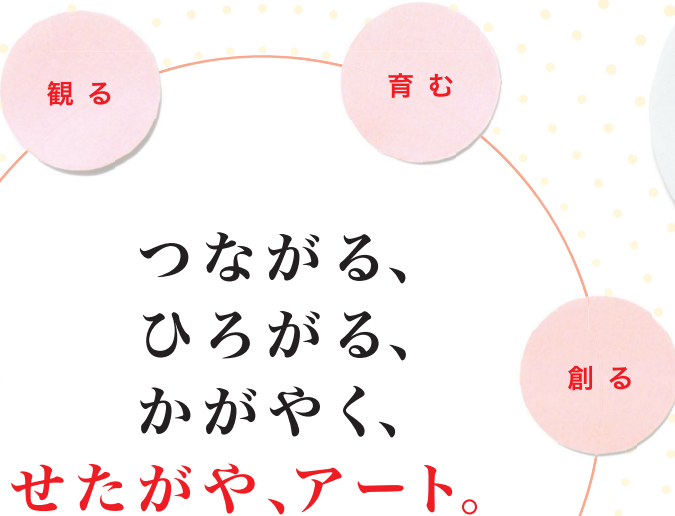 観る
育む
つながる、
ひろがる、
創る
かがやく、
せたがや、アート。